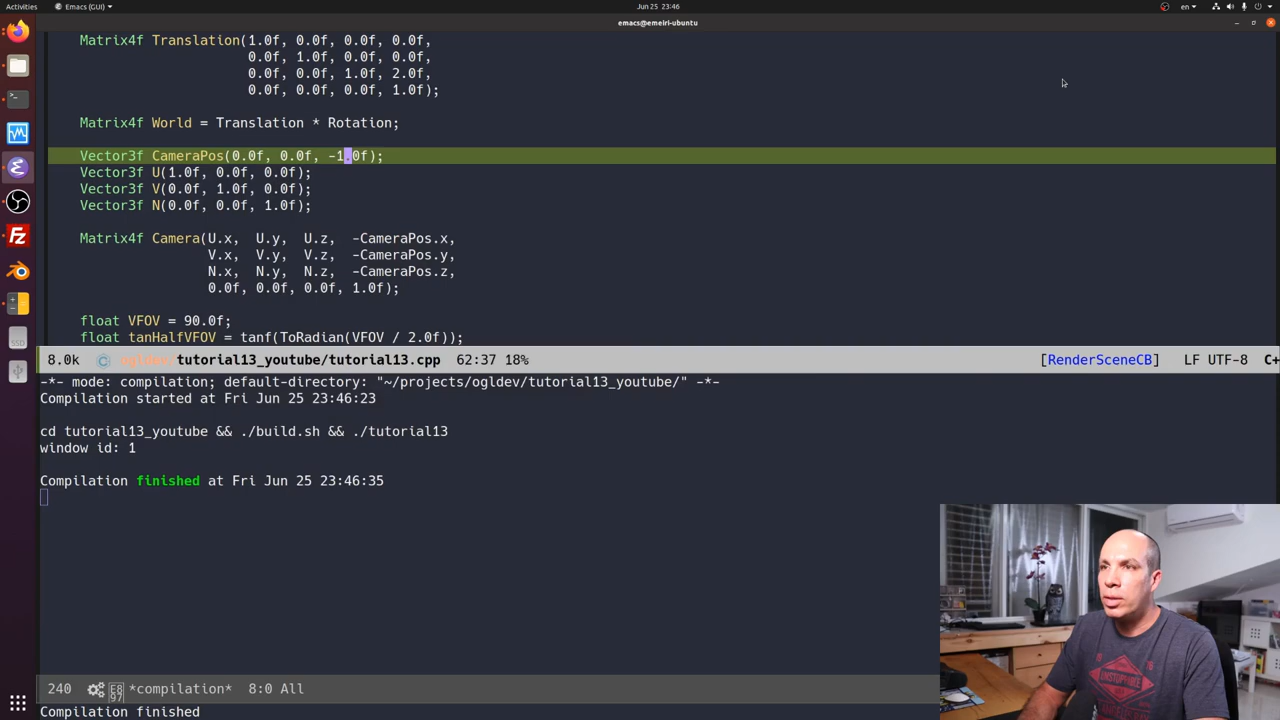 Activities
Emacs (GUI)
Jun 25 23:46
en
emacs@emeiri-ubuntu
Matrix4f Translation(1.0f, 0.0f, 0.0f, 0.0f,
0.0f, 1.0f, 0.0f, 0.0f,
0.0f, 0.0f, 1.0f, 2.0f,
0.0f, 0.0f, 0.0f, 1.0f);
Matrix4f World = Translation * Rotation;
Vector3f CameraPos(0.0f, 0.0f, -1.0f);
Vector3f U(1.0f, 0.0f, 0.0f);
Vector3f V(0.0f, 1.0f, 0.0f);
Vector3f N(0.0f, 0.0f, 1.0f);
Matrix4f Camera(U.x, U.y, U.z, -CameraPos.x,
V.x, V.y, V.z, -CameraPos.y,
N.x, N.y, N.z, -CameraPos.z,
0.0f, 0.0f, 0.0f, 1.0f);
float VFOV = 90.0f;
float tanHalfVFOV = tanf(ToRadian(VFOV / 2.0f));
8.0k ogldev/tutorial13_youtube/tutorial13.cpp 62:37 18% [RenderSceneCB] LF UTF-8 C+
-*- mode: compilation; default-directory: "~/projects/ogldev/tutorial13_youtube/" -*-
Compilation started at Fri Jun 25 23:46:23
cd tutorial13_youtube && ./build.sh && ./tutorial13
window id: 1
Compilation finished at Fri Jun 25 23:46:35
240 *compilation* 8:0 All
Compilation finished